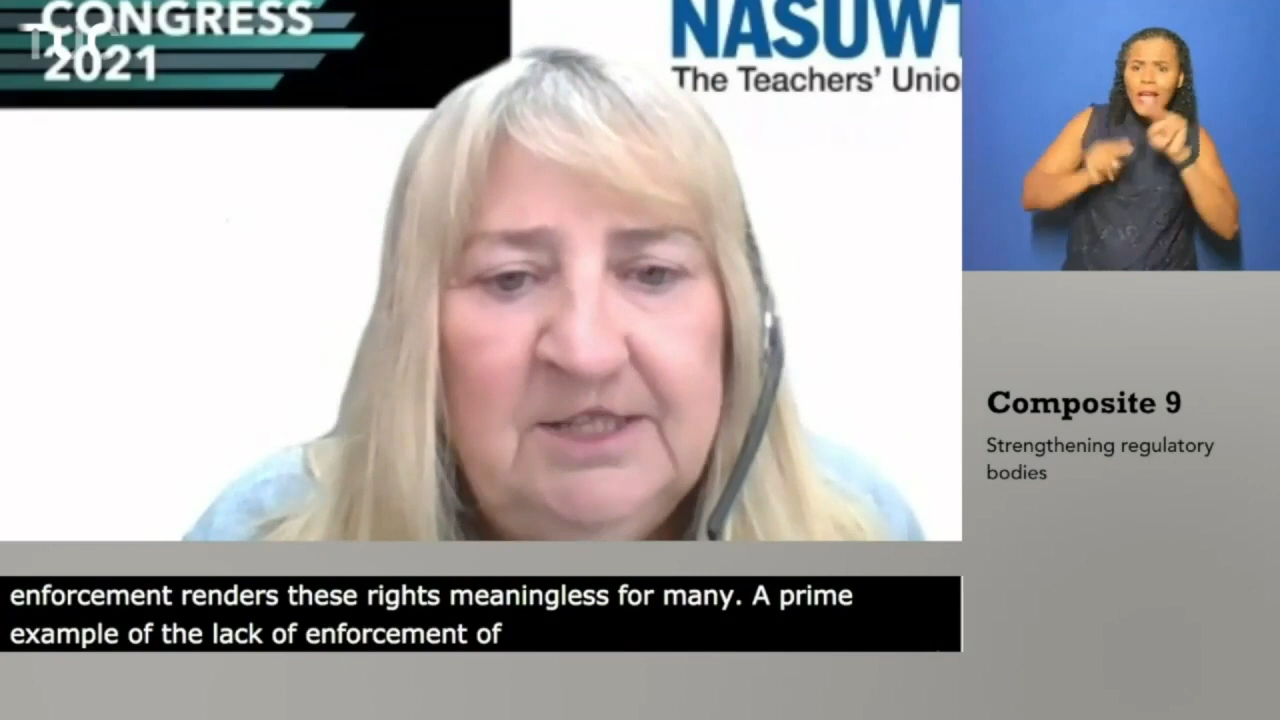 CONGRESS
2021
NASUWT
The Teachers' Unio
Composite 9
Strengthening regulatory
bodies
enforcement renders these rights meaningless for many. A prime
example of the lack of enforcement of